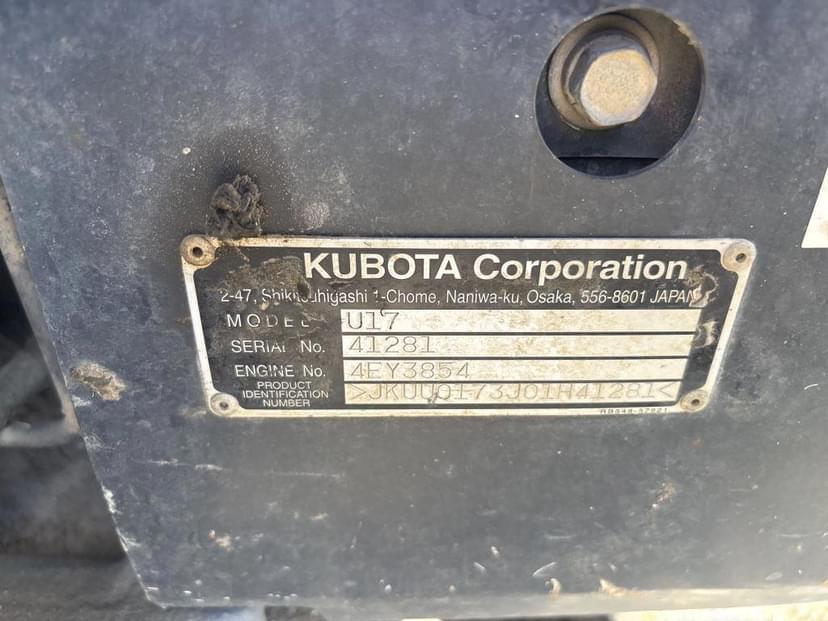 KUBOTA Corporation
2-47, Shikitsuhigashi 1-Chome, Naniwa-ku, Osaka, 556-8601 JAPAN
MODEL U17
SERIAL No. 41281
ENGINE No. 4EY3854
PRODUCT IDENTIFICATION NUMBER >JKUU0173J01H41281<